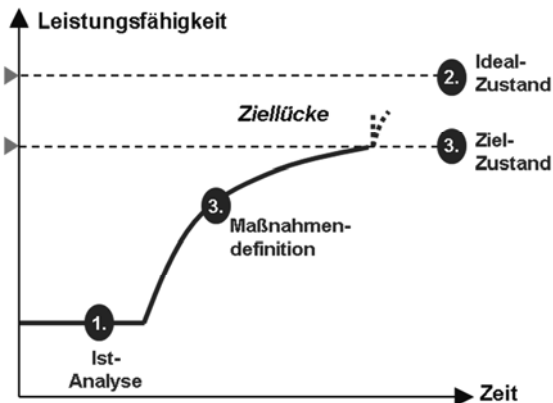 Leistungsfähigkeit
2.
Ideal-
Zustand
Ziellücke
3.
Ziel-
Zustand
3.
Maßnahmen-
definition
1.
Ist-
Analyse
Zeit